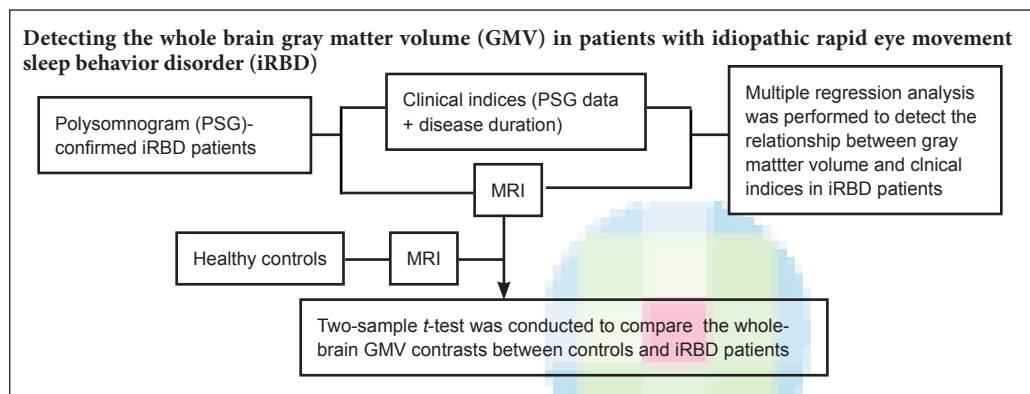 Detecting the whole brain gray matter volume (GMV) in patients with idiopathic rapid eye movement
sleep behavior disorder (iRBD)
Polysomnogram (PSG)-
confirmed iRBD patients
Clinical indices (PSG data
+ disease duration)
Multiple regression analysis
was performed to detect the
relationship between gray
mattter volume and clnical
indices in iRBD patients
MRI
Healthy controls
MRI
Two-sample t-test was conducted to compare the whole-
brain GMV contrasts between controls and iRBD patients